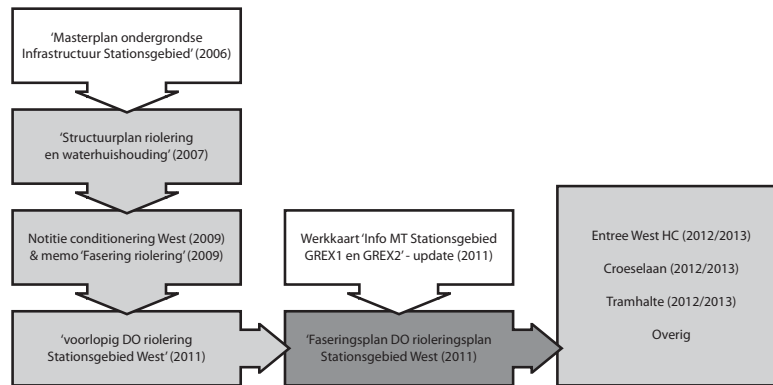 ‘Masterplan ondergrondse
Infrastructuur Stationsgebied’ (2006)
‘Structuurplan riolering
en waterhuishouding’ (2007)
Notitie conditionering West (2009)
& memo ‘Fasering riolering’ (2009)
‘voorlopig DO riolering
Stationsgebied West’ (2011)
Werkkaart ‘Info MT Stationsgebied
GREX1 en GREX2’ - update (2011)
‘Faseringsplan DO rioleringsplan
Stationsgebied West (2011)
Entree West HC (2012/2013)
Croeselaan (2012/2013)
Tramhalte (2012/2013)
Overig